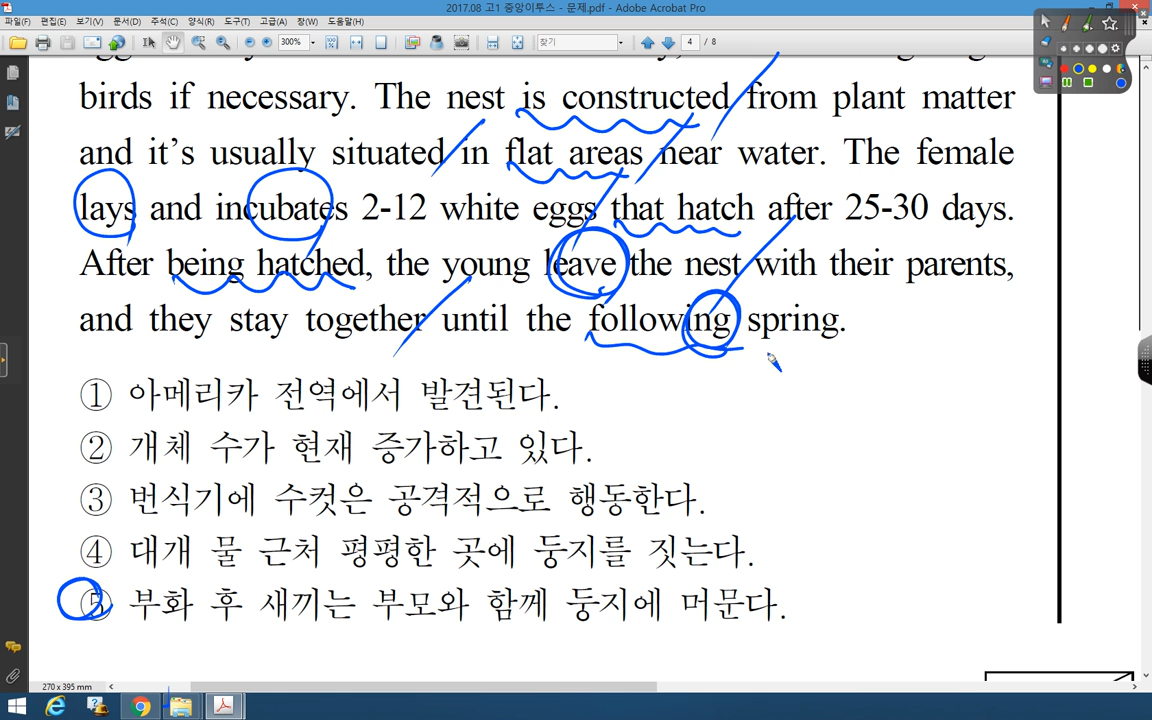 2017.08 고1 중앙이투스 - 문제.pdf - Adobe Acrobat Pro
파일(F) 편집(E) 보기(V) 문서(D) 주석(C) 양식(R) 도구(T) 고급(A) 창(W) 도움말(H)
300% 찾기 4 / 8
birds if necessary. The nest is constructed from plant matter
and it's usually situated in flat areas near water. The female
lays and incubates 2-12 white eggs that hatch after 25-30 days.
After being hatched, the young leave the nest with their parents,
and they stay together until the following spring.
① 아메리카 전역에서 발견된다.
② 개체 수가 현재 증가하고 있다.
③ 번식기에 수컷은 공격적으로 행동한다.
④ 대개 물 근처 평평한 곳에 둥지를 짓는다.
⑤ 부화 후 새끼는 부모와 함께 둥지에 머문다.
270 x 395 mm